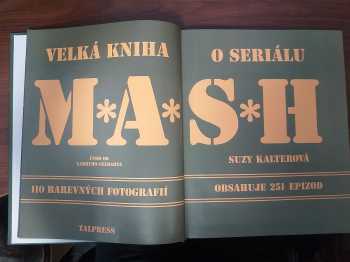 VELKÁ KNIHA O SERIÁLU
M*A*S*H
SUZY KALTEROVÁ
110 BAREVNÝCH FOTOGRAFIÍ
OBSAHUJE 251 EPIZOD
TALPRESS